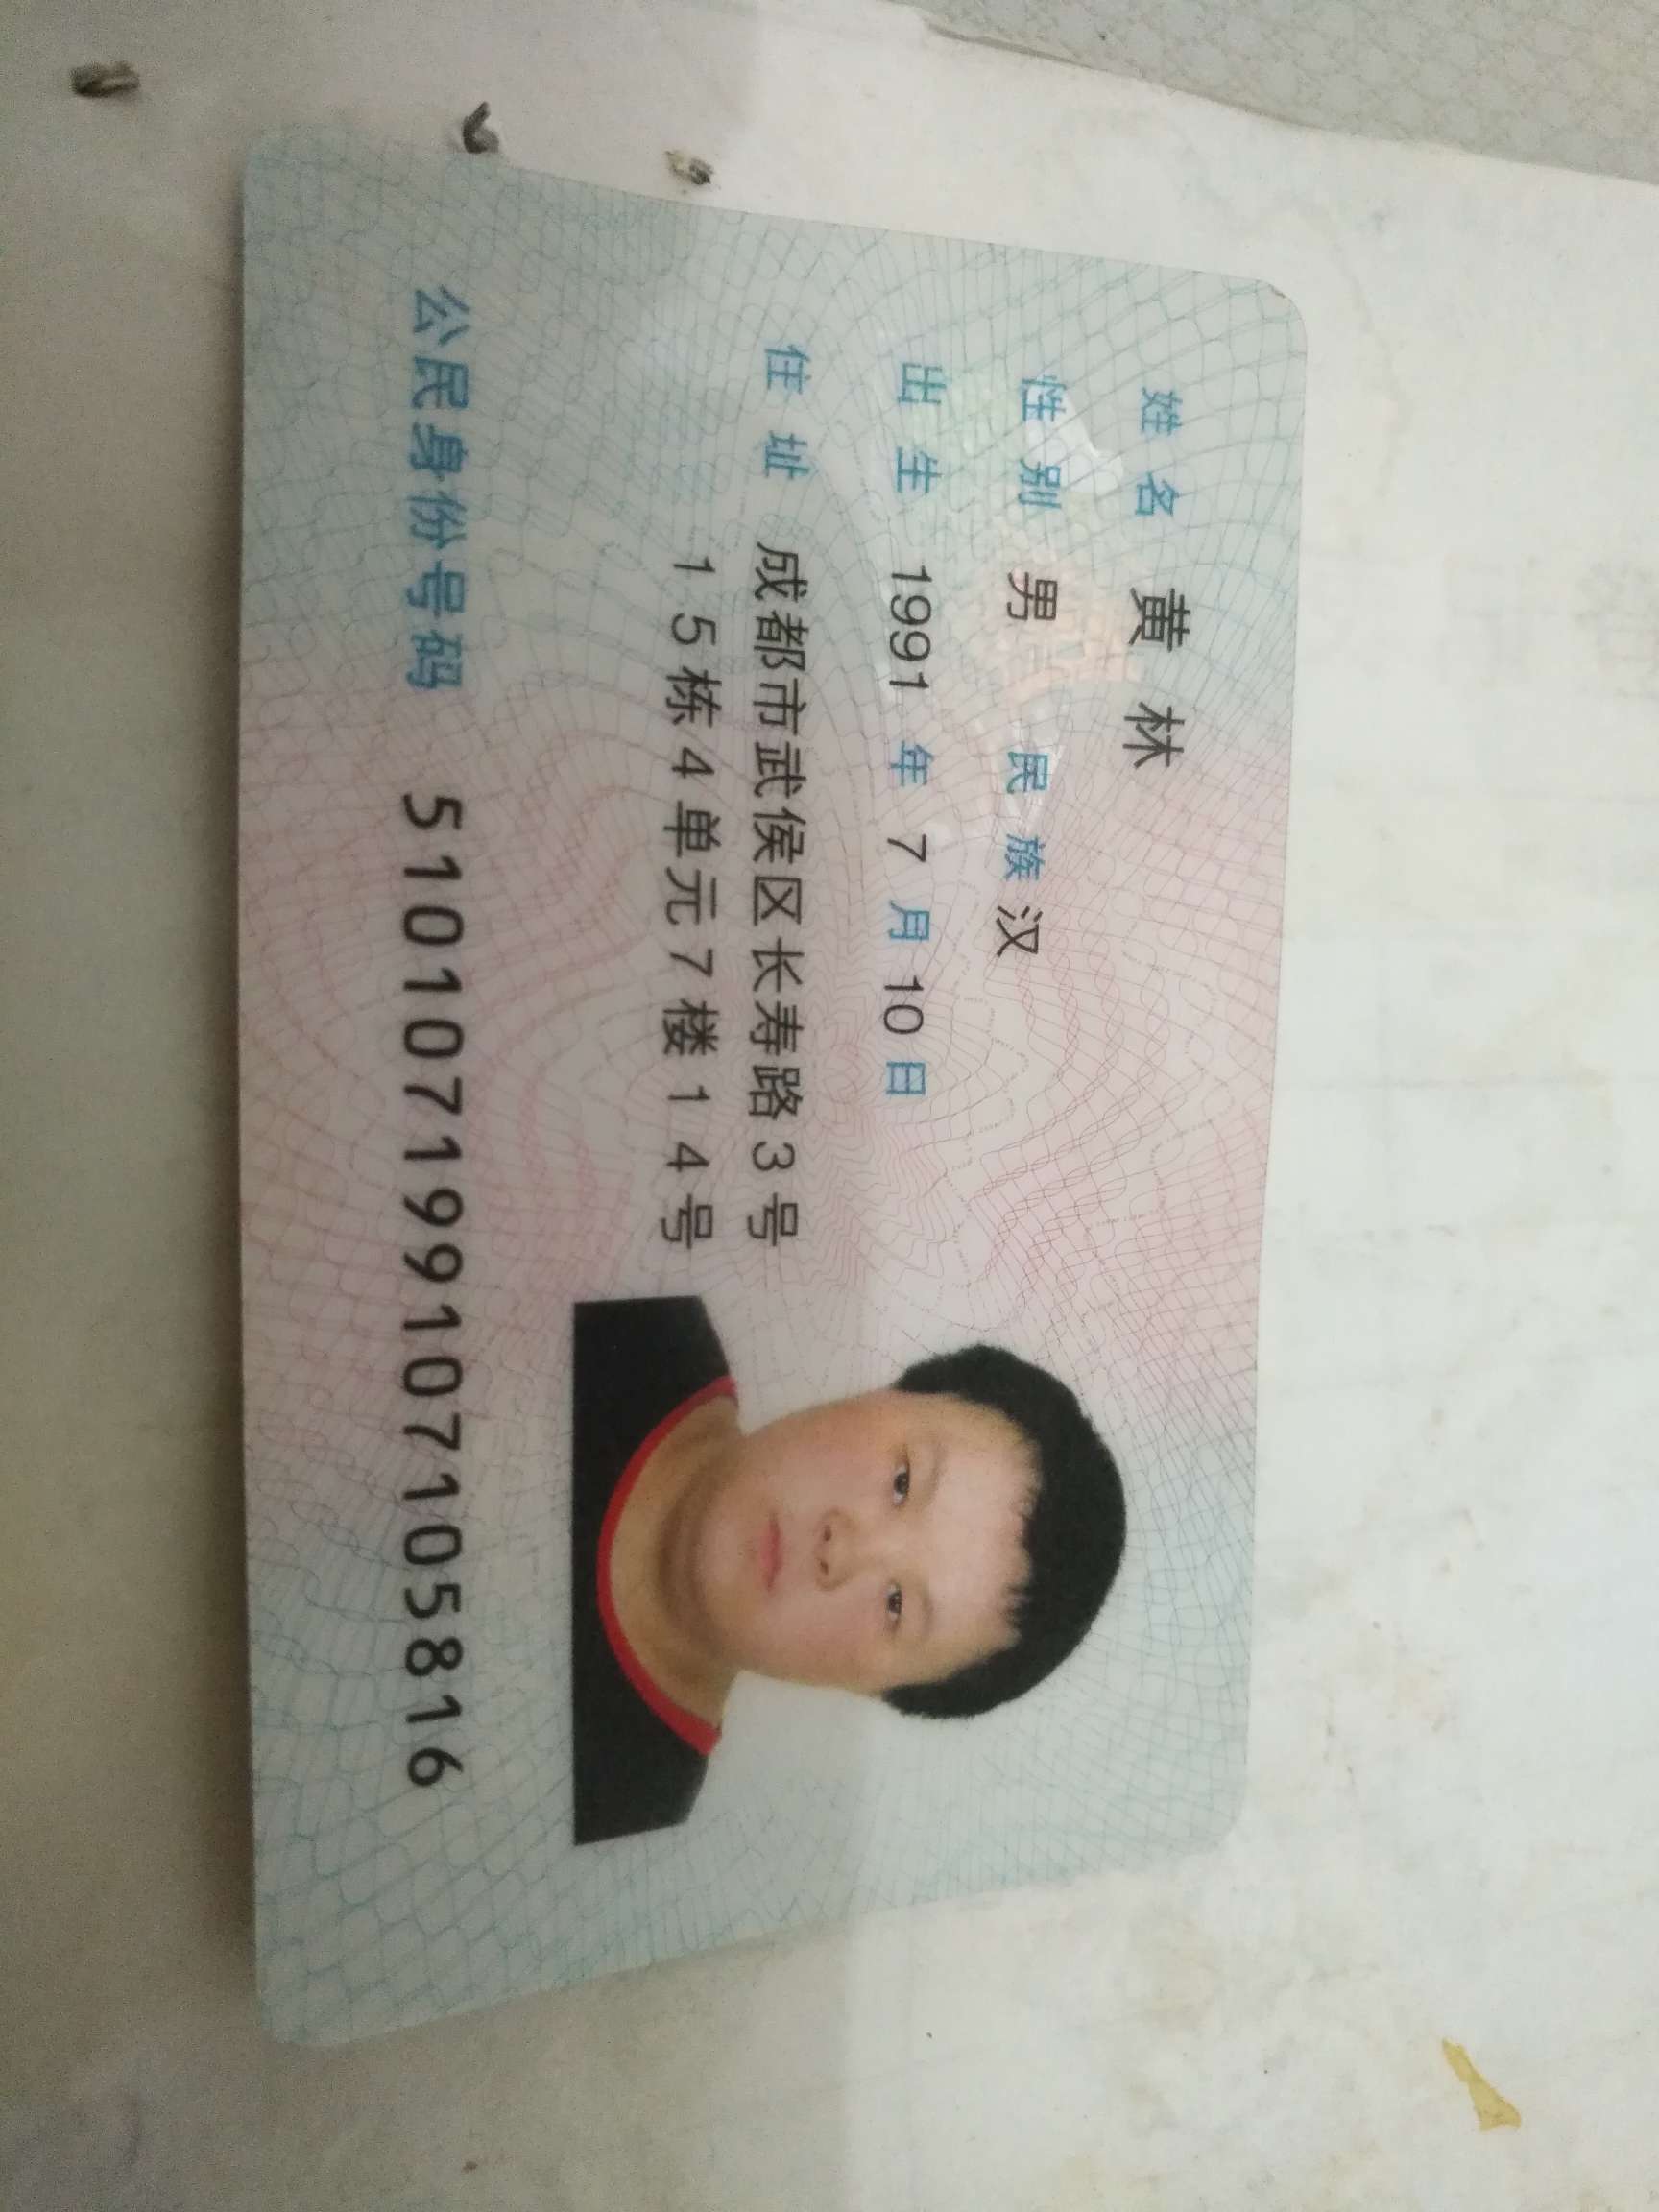 姓名 黄林
性别 男 民族 汉
出生 1991 年 7 月 10 日
住址 成都市武侯区长寿路3号
15栋4单元7楼14号
公民身份号码 510107199107105816